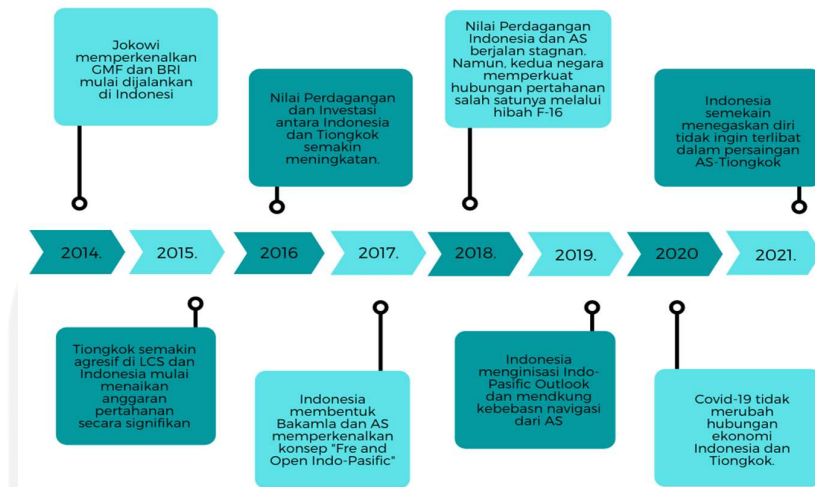 Jokowi
memperkenalkan
GMF dan BRI
mulai dijalankan
di Indonesi
Nilai Perdagangan
dan Investasi
antara Indonesia
dan Tiongkok
semakin
meningkatan.
Nilai Perdagangan
Indonesia dan AS
berjalan stagnan.
Namun, kedua negara
memperkuat
hubungan pertahanan
salah satunya melalui
hibah F-16
Indonesia
semekain
menegaskan diri
tidak ingin terlibat
dalam persaingan
AS-Tiongkok
2014.
2015.
2016
2017.
2018.
2019.
2020
2021.
Tiongkok semakin
agresif di LCS dan
Indonesia mulai
menaikan
anggaran
pertahanan
secara signifikan
Indonesia
membentuk
Bakamla dan AS
memperkenalkan
konsep "Fre and
Open Indo-Pasific"
Indonesia
menginisasi Indo-
Pasific Outlook
dan mendkung
kebebasn navigasi
dari AS
Covid-19 tidak
merubah
hubungan
ekonomi
Indonesia dan
Tiongkok.